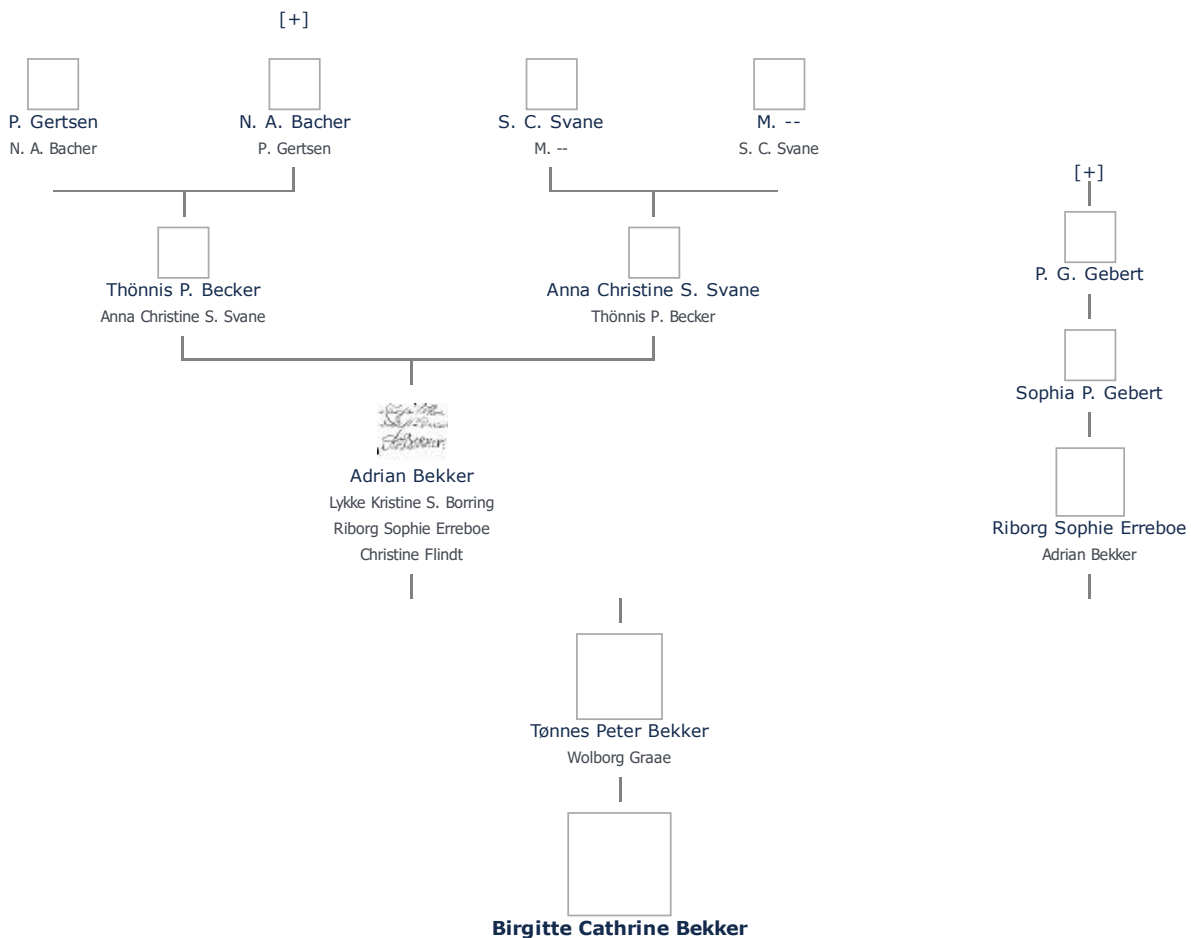 [+]
P. Gertsen
N. A. Bacher
N. A. Bacher
P. Gertsen
S. C. Svane
M. --
M. --
S. C. Svane
[+]
P. G. Gebert
Thönnis P. Becker
Anna Christine S. Svane
Anna Christine S. Svane
Thönnis P. Becker
Sophia P. Gebert
Adrian Bekker
Lykke Kristine S. Borring
Riborg Sophie Erreboe
Christine Flindt
Riborg Sophie Erreboe
Adrian Bekker
Tønnes Peter Bekker
Wolborg Graae
Birgitte Cathrine Bekker